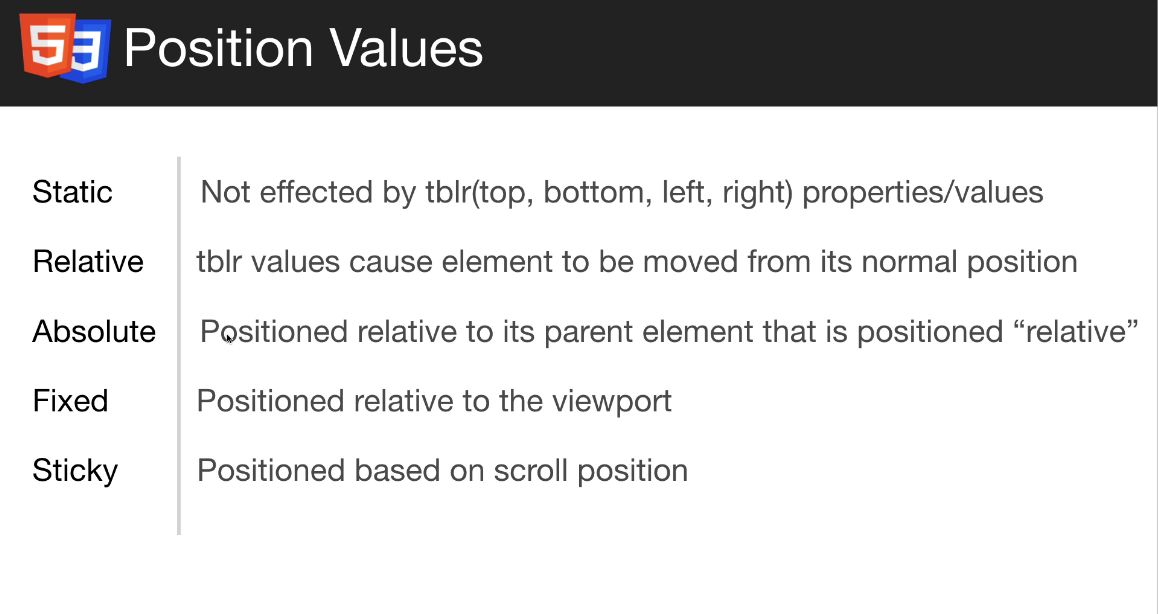 53 Position Values
Static Not effected by tblr(top, bottom, left, right) properties/values
Relative tblr values cause element to be moved from its normal position
Absolute Positioned relative to its parent element that is positioned “relative”
Fixed Positioned relative to the viewport
Sticky Positioned based on scroll position